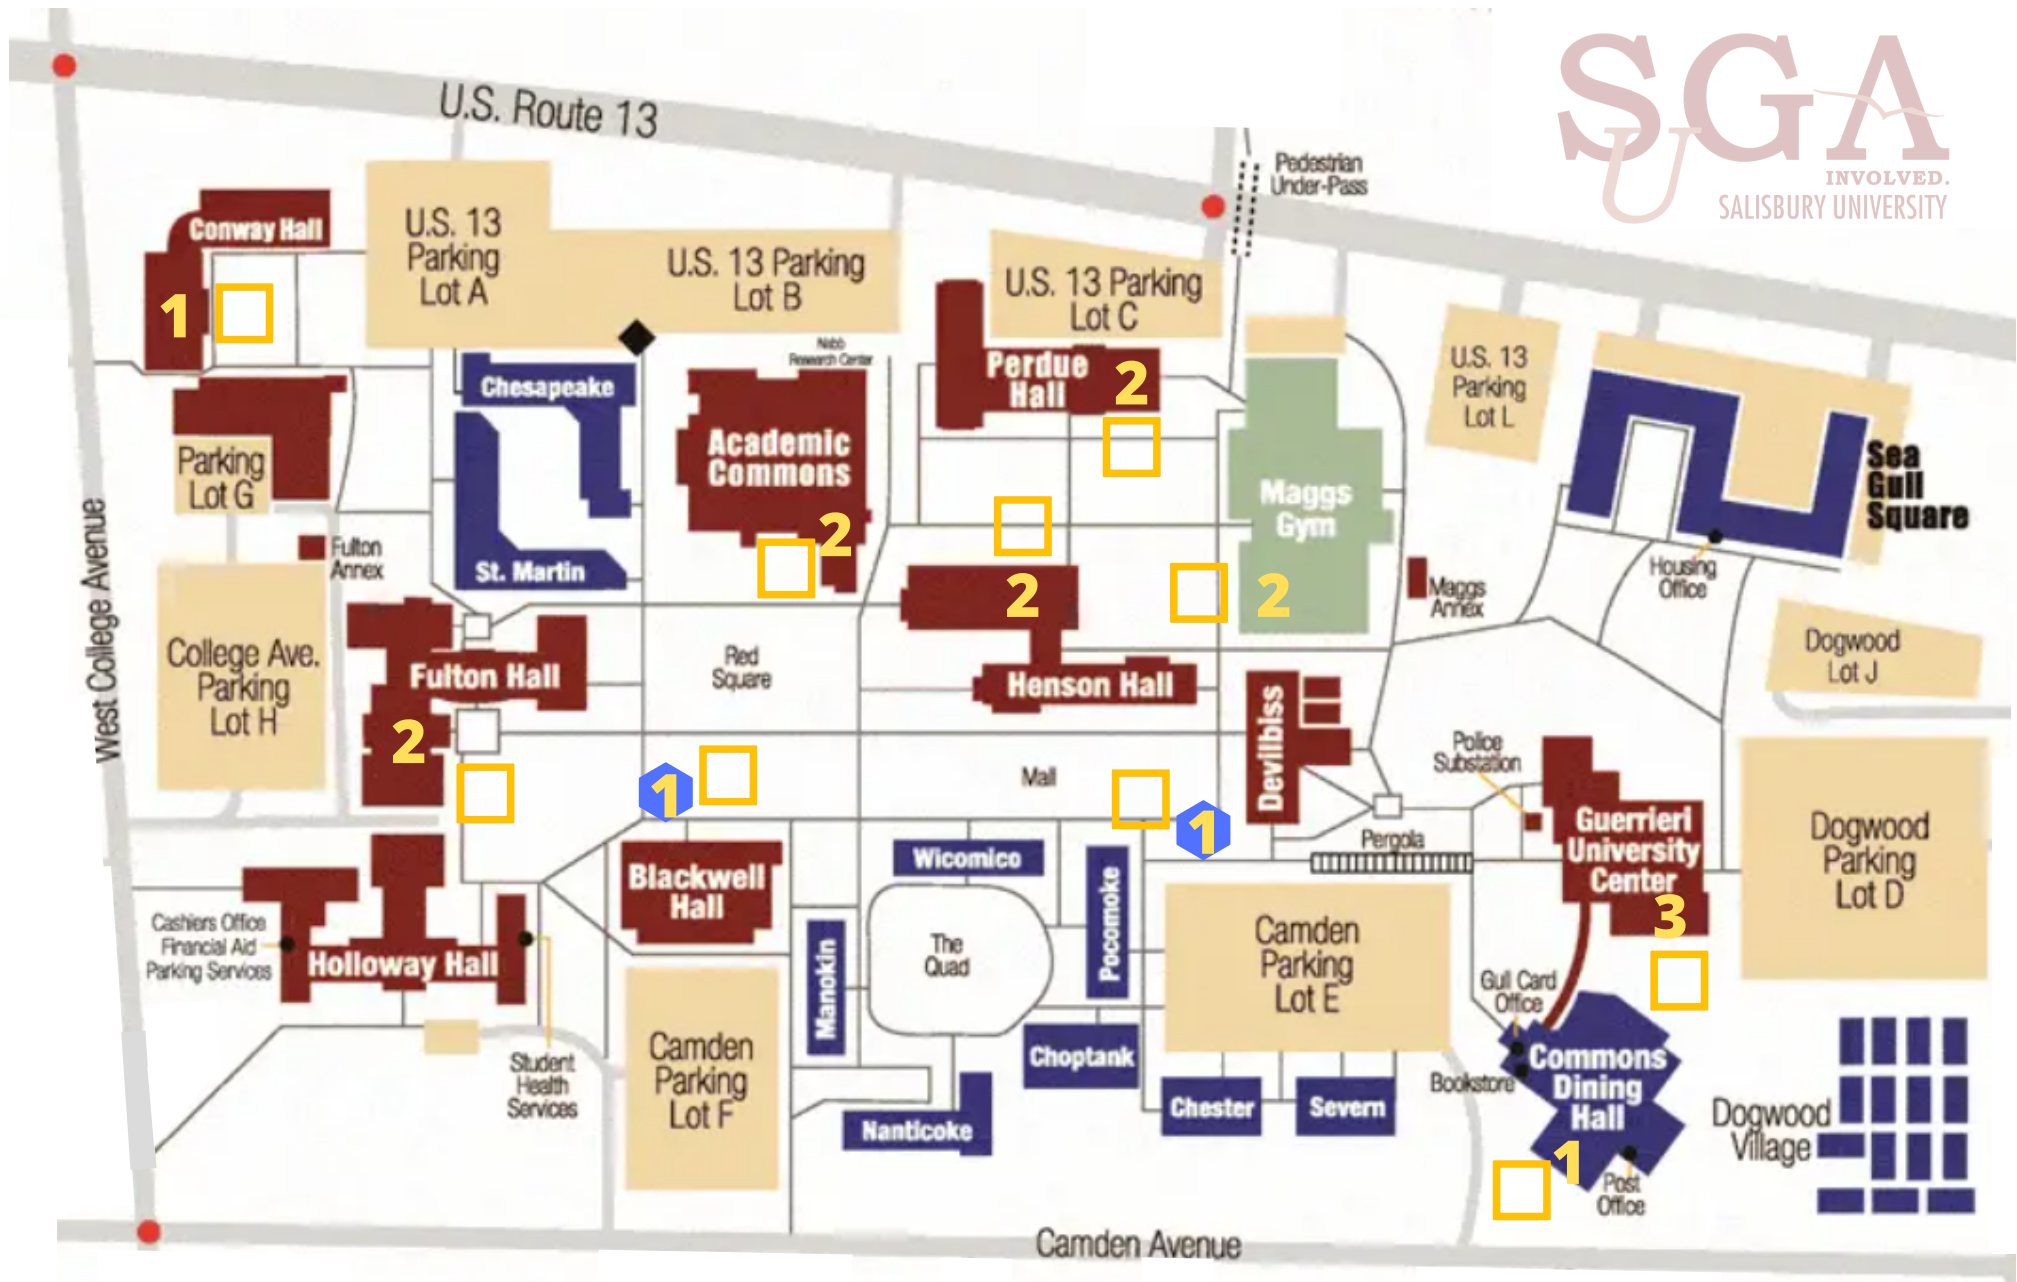 U.S. Route 13
SGA
U
INVOLVED.
SALISBURY UNIVERSITY
Pedestrian
Under-Pass
Conway Hall
1
U.S. 13
Parking
Lot A
U.S. 13 Parking
Lot B
U.S. 13 Parking
Lot C
Nabb
Research Center
Perdue
Hall
2
U.S. 13
Parking
Lot L
Chesapeake
Academic
Commons
2
Parking
Lot G
Maggs
Gym
2
Sea
Gull
Square
Housing
Office
Fulton
Annex
St. Martin
Maggs
Annex
2
West College Avenue
College Ave.
Parking
Lot H
Fulton Hall
2
Red
Square
Henson Hall
Devilbiss
Dogwood
Lot J
Police
Substation
Mall
1
1
Pergola
Guerrieri
University
Center
3
Dogwood
Parking
Lot D
Wicomico
Blackwell
Hall
Pocomoke
Cashiers Office
Financial Aid
Parking Services
Holloway Hall
Manokin
The
Quad
Camden
Parking
Lot E
Gull Card
Office
Student
Health
Services
Camden
Parking
Lot F
Choptank
Commons
Dining
Hall
1
Bookstore
Chester
Severn
Nanticoke
Dogwood
Village
Post
Office
Camden Avenue